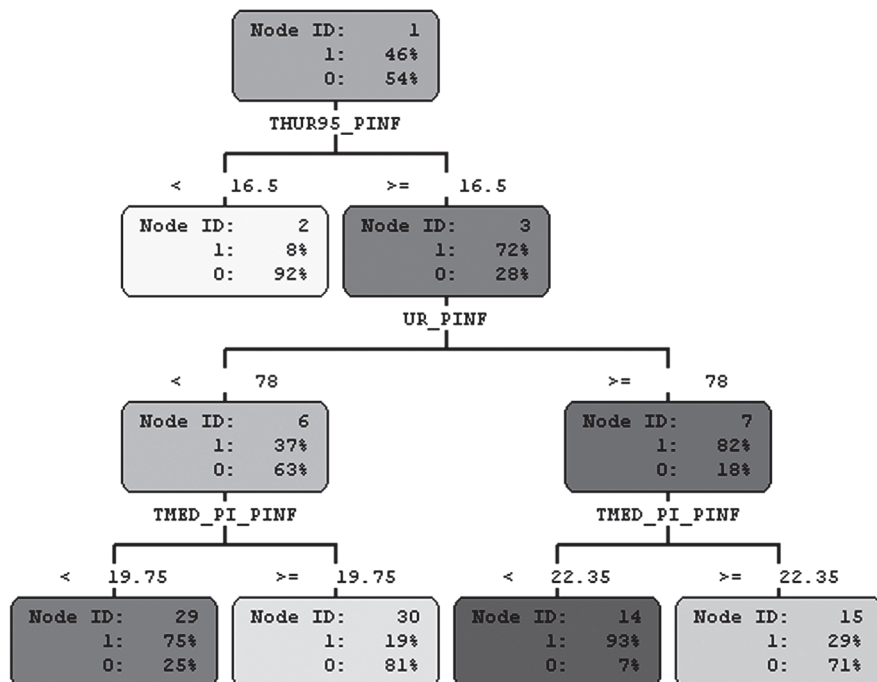 Node ID: 1
1: 46%
0: 54%
THUR95_PINF
< 16.5 >= 16.5
Node ID: 2
1: 8%
0: 92%
Node ID: 3
1: 72%
0: 28%
UR_PINF
< 78 >= 78
Node ID: 6
1: 37%
0: 63%
Node ID: 7
1: 82%
0: 18%
TMED_PI_PINF TMED_PI_PINF
< 19.75 >= 19.75 < 22.35 >= 22.35
Node ID: 29
1: 75%
0: 25%
Node ID: 30
1: 19%
0: 81%
Node ID: 14
1: 93%
0: 7%
Node ID: 15
1: 29%
0: 71%